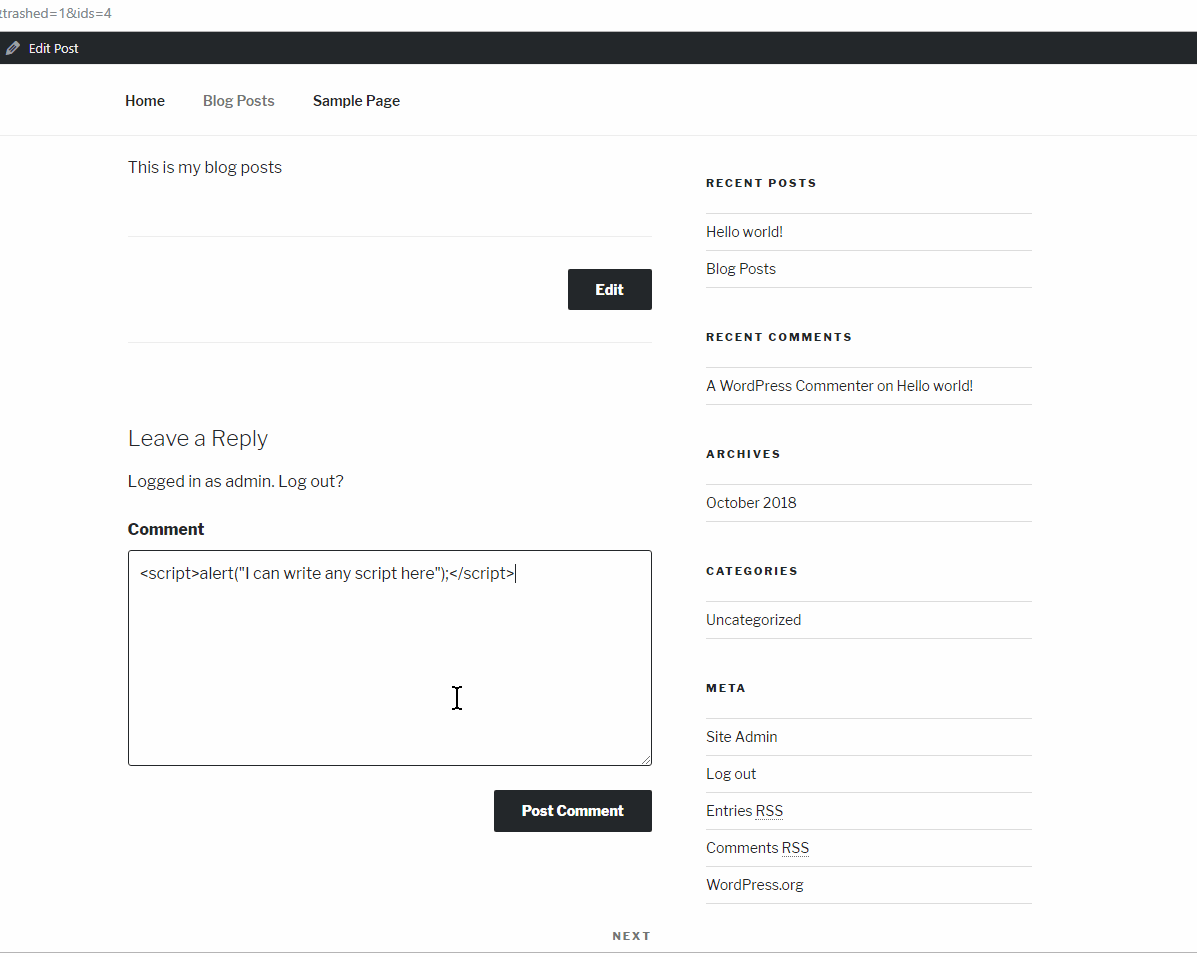 &trashed=1&ids=4
Edit Post
Home Blog Posts Sample Page
This is my blog posts
Edit
Leave a Reply
Logged in as admin. Log out?
Comment
<script>alert("I can write any script here");</script>
Post Comment
NEXT
RECENT POSTS
Hello world!
Blog Posts
RECENT COMMENTS
A WordPress Commenter on Hello world!
ARCHIVES
October 2018
CATEGORIES
Uncategorized
META
Site Admin
Log out
Entries RSS
Comments RSS
WordPress.org